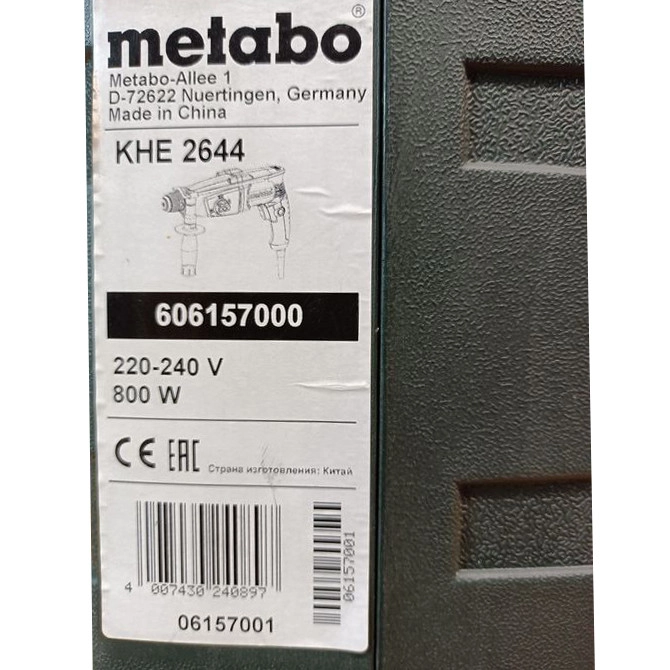 metabo®
Metabo-Allee 1
D-72622 Nuertingen, Germany
Made in China
KHE 2644
606157000
220-240 V
800 W
CE EAC Страна изготовления: Китай
4 007430 240897
06157001
06157001